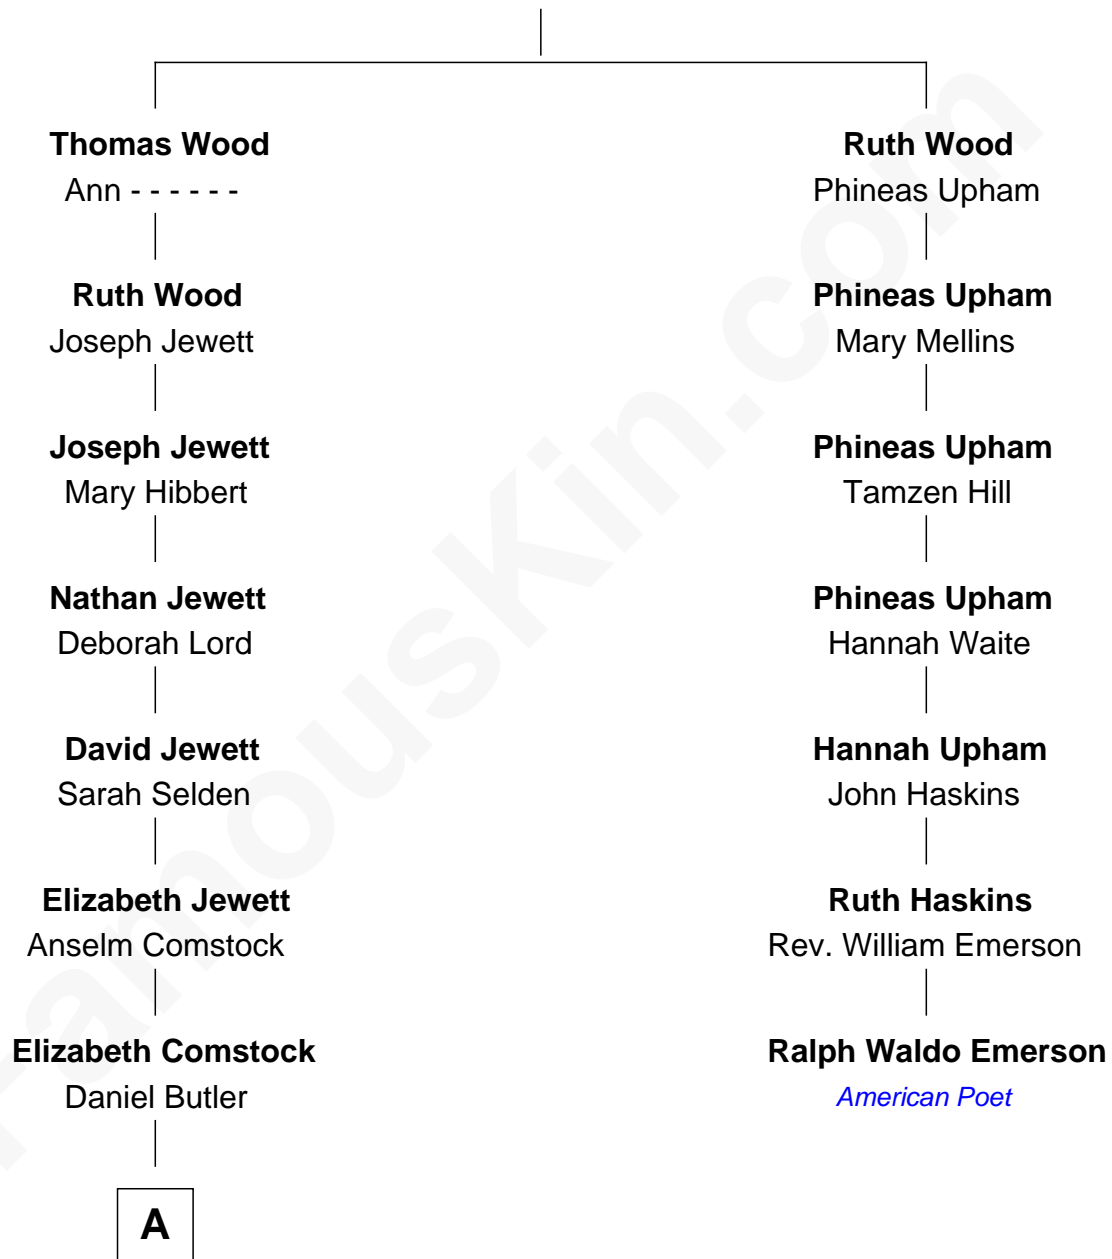 Thomas Wood
Ann - - - - - -
Ruth Wood
Joseph Jewett
Joseph Jewett
Mary Hibbert
Nathan Jewett
Deborah Lord
David Jewett
Sarah Selden
Elizabeth Jewett
Anselm Comstock
Elizabeth Comstock
Daniel Butler
A
Ruth Wood
Phineas Upham
Phineas Upham
Mary Mellins
Phineas Upham
Tamzen Hill
Phineas Upham
Hannah Waite
Hannah Upham
John Haskins
Ruth Haskins
Rev. William Emerson
Ralph Waldo Emerson
American Poet
FamousKin.com